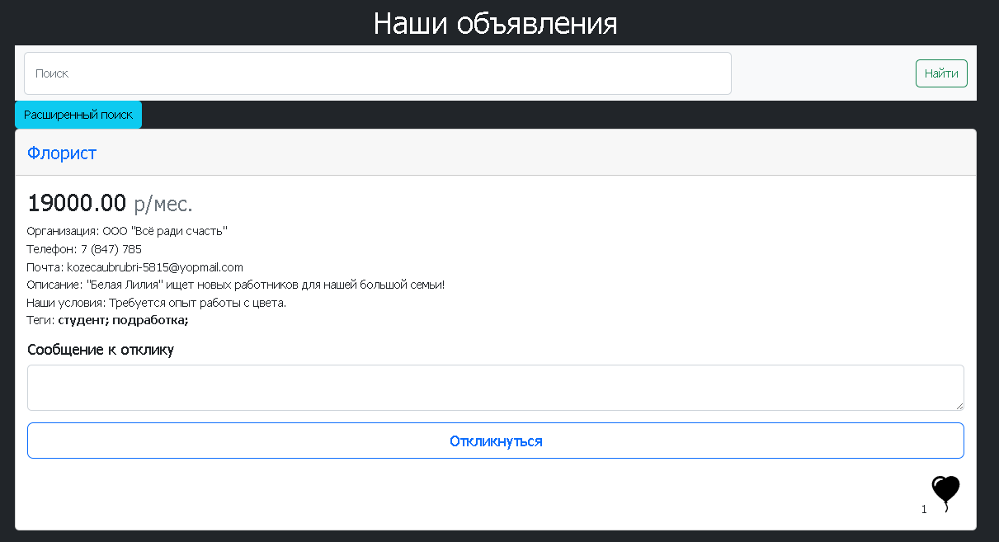 Наши объявления
Поиск
Найти
Расширенный поиск
Флорист
19000.00 р/мес.
Организация: ООО "Всё ради счасть"
Телефон: 7 (847) 785
Почта: kozecaubrubri-5815@yopmail.com
Описание: "Белая Лилия" ищет новых работников для нашей большой семьи!
Наши условия: Требуется опыт работы с цвета.
Теги: студент; подработка;
Сообщение к отклику
Откликнуться
1